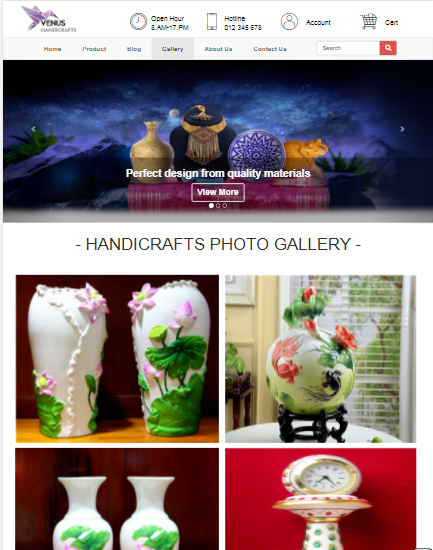 VENUS
HANDICRAFTS
Open Hour
8.AM-17.PM
Hotline
012 345 678
Account
Cart
Home
Product
Blog
Gallery
About Us
Contact Us
Search
Perfect design from quality materials
View More
- HANDICRAFTS PHOTO GALLERY -